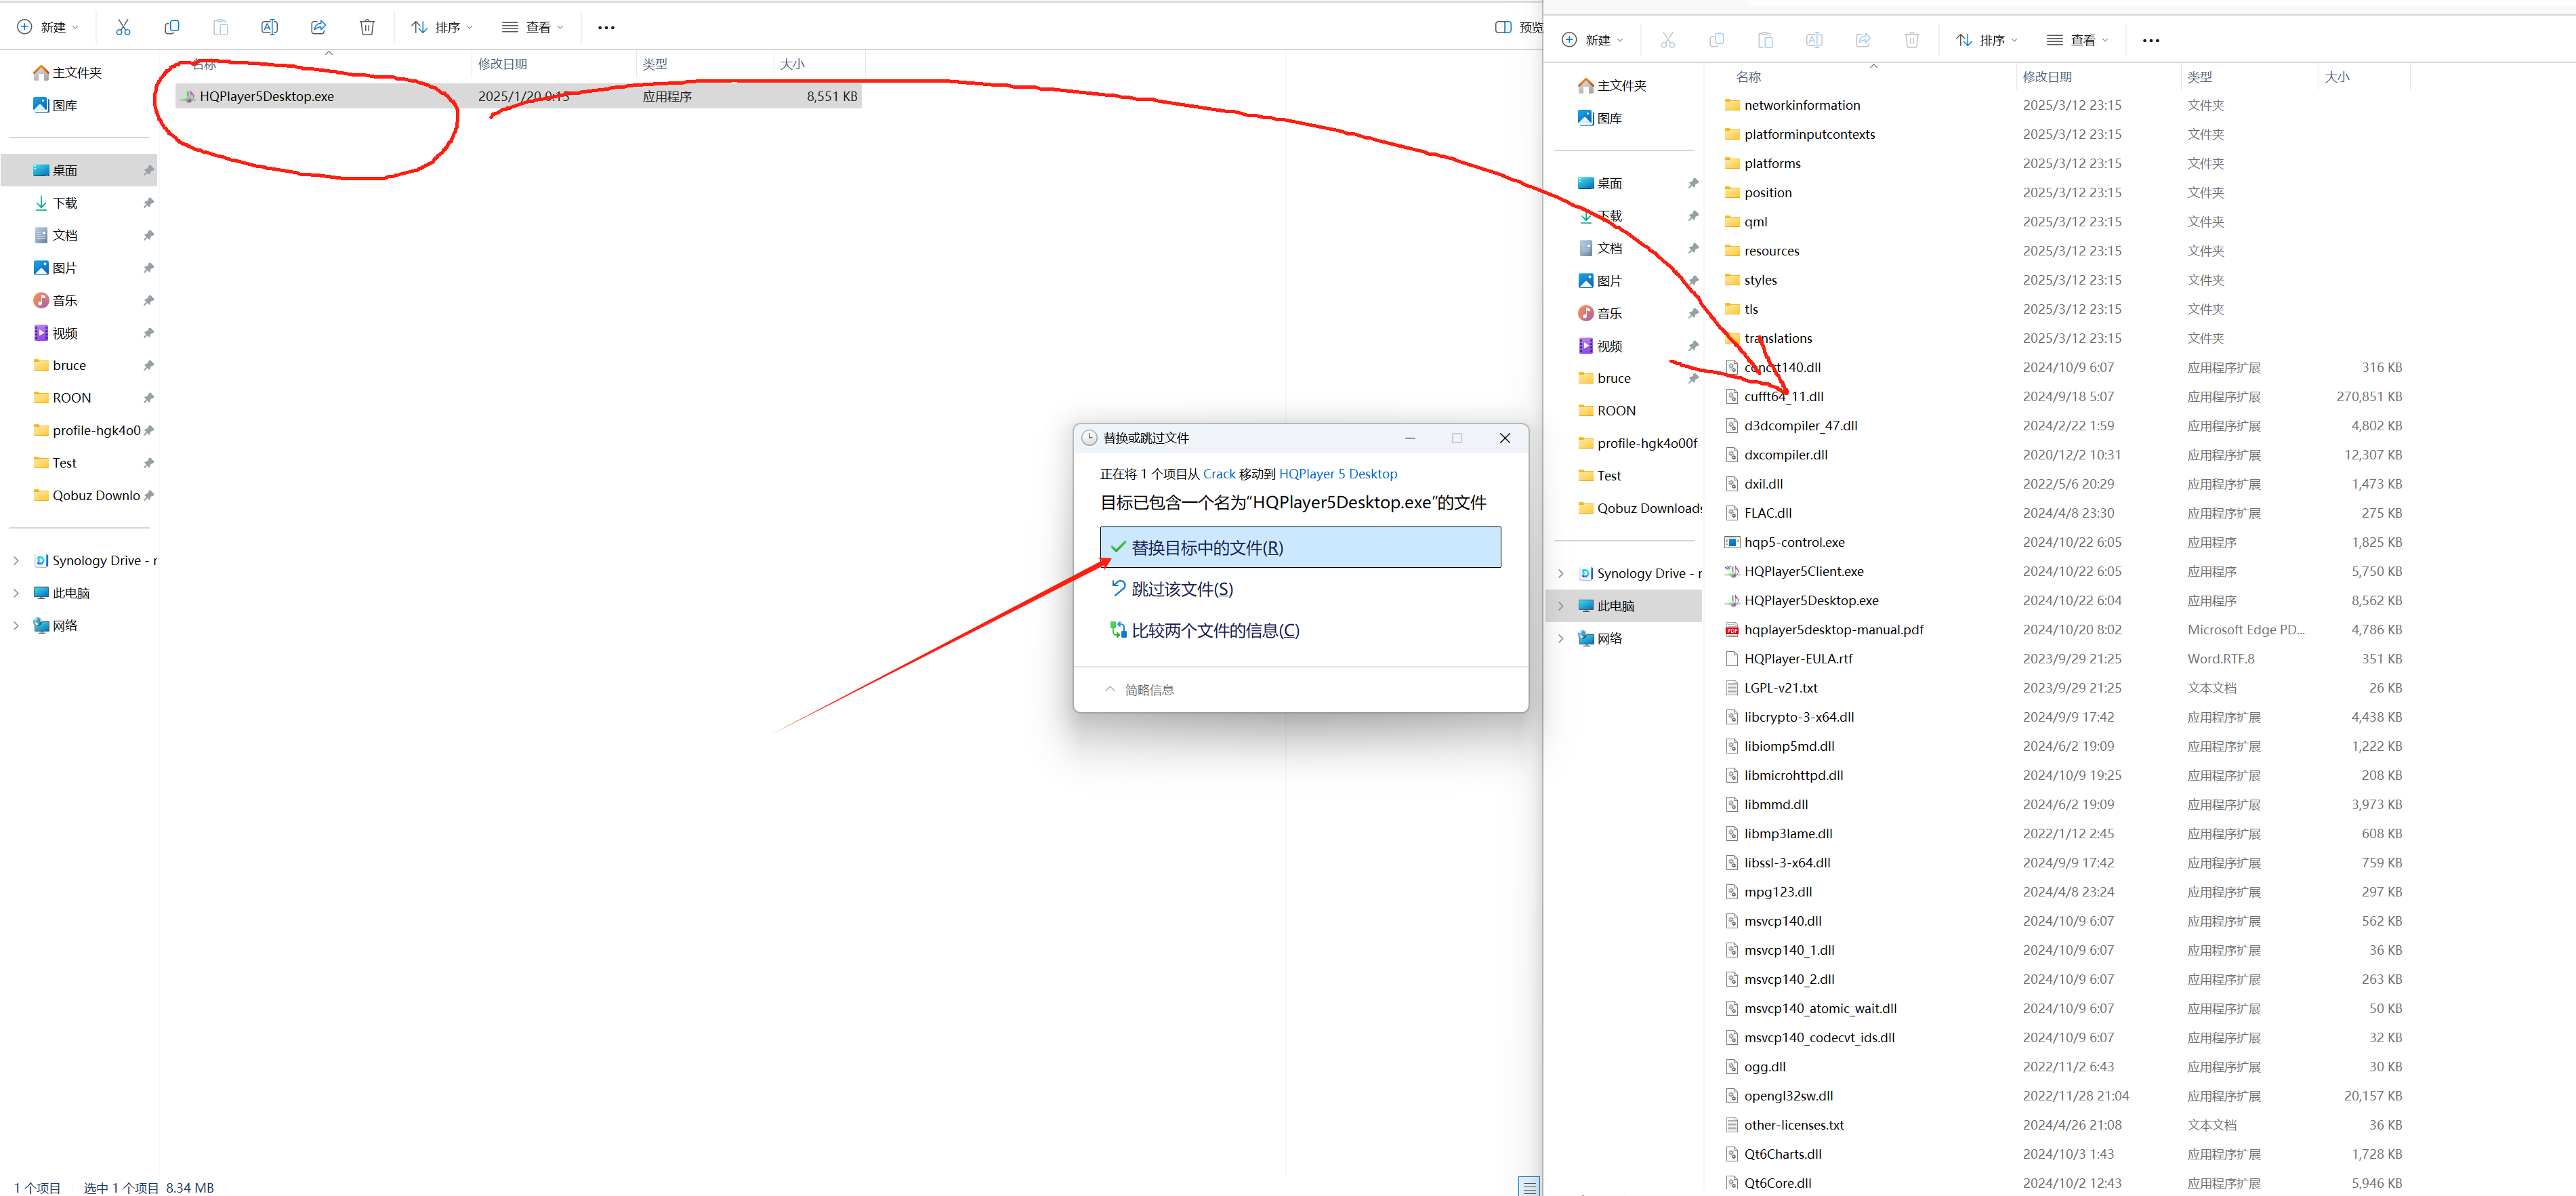 新建
排序
查看
预览
名称
修改日期
类型
大小
HQPlayer5Desktop.exe
2025/1/20 0:15
应用程序
8,551 KB
主文件夹
图库
桌面
下载
文档
图片
音乐
视频
bruce
ROON
profile-hgk4o0
Test
Qobuz Downlo
Synology Drive - r
此电脑
网络
1 个项目
选中 1 个项目 8.34 MB
替换或跳过文件
正在将 1 个项目从 Crack 移动到 HQPlayer 5 Desktop
目标已包含一个名为“HQPlayer5Desktop.exe”的文件
替换目标中的文件(R)
跳过该文件(S)
比较两个文件的信息(C)
简略信息
新建
排序
查看
主文件夹
图库
桌面
下载
文档
图片
音乐
视频
bruce
ROON
profile-hgk4o00f
Test
Qobuz Downloads
Synology Drive - r
此电脑
网络
名称 修改日期 类型 大小
networkinformation 2025/3/12 23:15 文件夹
platforminputcontexts 2025/3/12 23:15 文件夹
platforms 2025/3/12 23:15 文件夹
position 2025/3/12 23:15 文件夹
qml 2025/3/12 23:15 文件夹
resources 2025/3/12 23:15 文件夹
styles 2025/3/12 23:15 文件夹
tls 2025/3/12 23:15 文件夹
translations 2025/3/12 23:15 文件夹
concrt140.dll 2024/10/9 6:07 应用程序扩展 316 KB
cufft64_11.dll 2024/9/18 5:07 应用程序扩展 270,851 KB
d3dcompiler_47.dll 2024/2/22 1:59 应用程序扩展 4,802 KB
dxcompiler.dll 2020/12/2 10:31 应用程序扩展 12,307 KB
dxil.dll 2022/5/6 20:29 应用程序扩展 1,473 KB
FLAC.dll 2024/4/8 23:30 应用程序扩展 275 KB
hqp5-control.exe 2024/10/22 6:05 应用程序 1,825 KB
HQPlayer5Client.exe 2024/10/22 6:05 应用程序 5,750 KB
HQPlayer5Desktop.exe 2024/10/22 6:04 应用程序 8,562 KB
hqplayer5desktop-manual.pdf 2024/10/20 8:02 Microsoft Edge PD... 4,786 KB
HQPlayer-EULA.rtf 2023/9/29 21:25 Word.RTF.8 351 KB
LGPL-v21.txt 2023/9/29 21:25 文本文档 26 KB
libcrypto-3-x64.dll 2024/9/9 17:42 应用程序扩展 4,438 KB
libiomp5md.dll 2024/6/2 19:09 应用程序扩展 1,222 KB
libmicrohttpd.dll 2024/10/9 19:25 应用程序扩展 208 KB
libmmd.dll 2024/6/2 19:09 应用程序扩展 3,973 KB
libmp3lame.dll 2022/1/12 2:45 应用程序扩展 608 KB
libssl-3-x64.dll 2024/9/9 17:42 应用程序扩展 759 KB
mpg123.dll 2024/4/8 23:24 应用程序扩展 297 KB
msvcp140.dll 2024/10/9 6:07 应用程序扩展 562 KB
msvcp140_1.dll 2024/10/9 6:07 应用程序扩展 36 KB
msvcp140_2.dll 2024/10/9 6:07 应用程序扩展 263 KB
msvcp140_atomic_wait.dll 2024/10/9 6:07 应用程序扩展 50 KB
msvcp140_codecvt_ids.dll 2024/10/9 6:07 应用程序扩展 32 KB
ogg.dll 2022/11/2 6:43 应用程序扩展 30 KB
opengl32sw.dll 2022/11/28 21:04 应用程序扩展 20,157 KB
other-licenses.txt 2024/4/26 21:08 文本文档 36 KB
Qt6Charts.dll 2024/10/3 1:43 应用程序扩展 1,728 KB
Qt6Core.dll 2024/10/2 12:43 应用程序扩展 5,946 KB